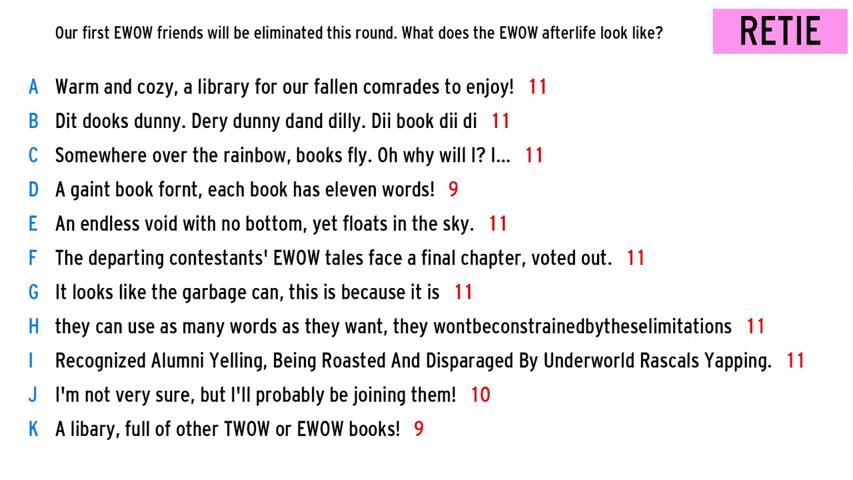 Our first EWOW friends will be eliminated this round. What does the EWOW afterlife look like?
RETIE
A Warm and cozy, a library for our fallen comrades to enjoy! 11
B Dit dooks dunny. Dery dunny dand dilly. Dii book dii di 11
C Somewhere over the rainbow, books fly. Oh why will I? I... 11
D A gaint book fornt, each book has eleven words! 9
E An endless void with no bottom, yet floats in the sky. 11
F The departing contestants' EWOW tales face a final chapter, voted out. 11
G It looks like the garbage can, this is because it is 11
H they can use as many words as they want, they wontbeconstrainedbytheselimitations 11
I Recognized Alumni Yelling, Being Roasted And Disparaged By Underworld Rascals Yapping. 11
J I'm not very sure, but I'll probably be joining them! 10
K A libary, full of other TWOW or EWOW books! 9